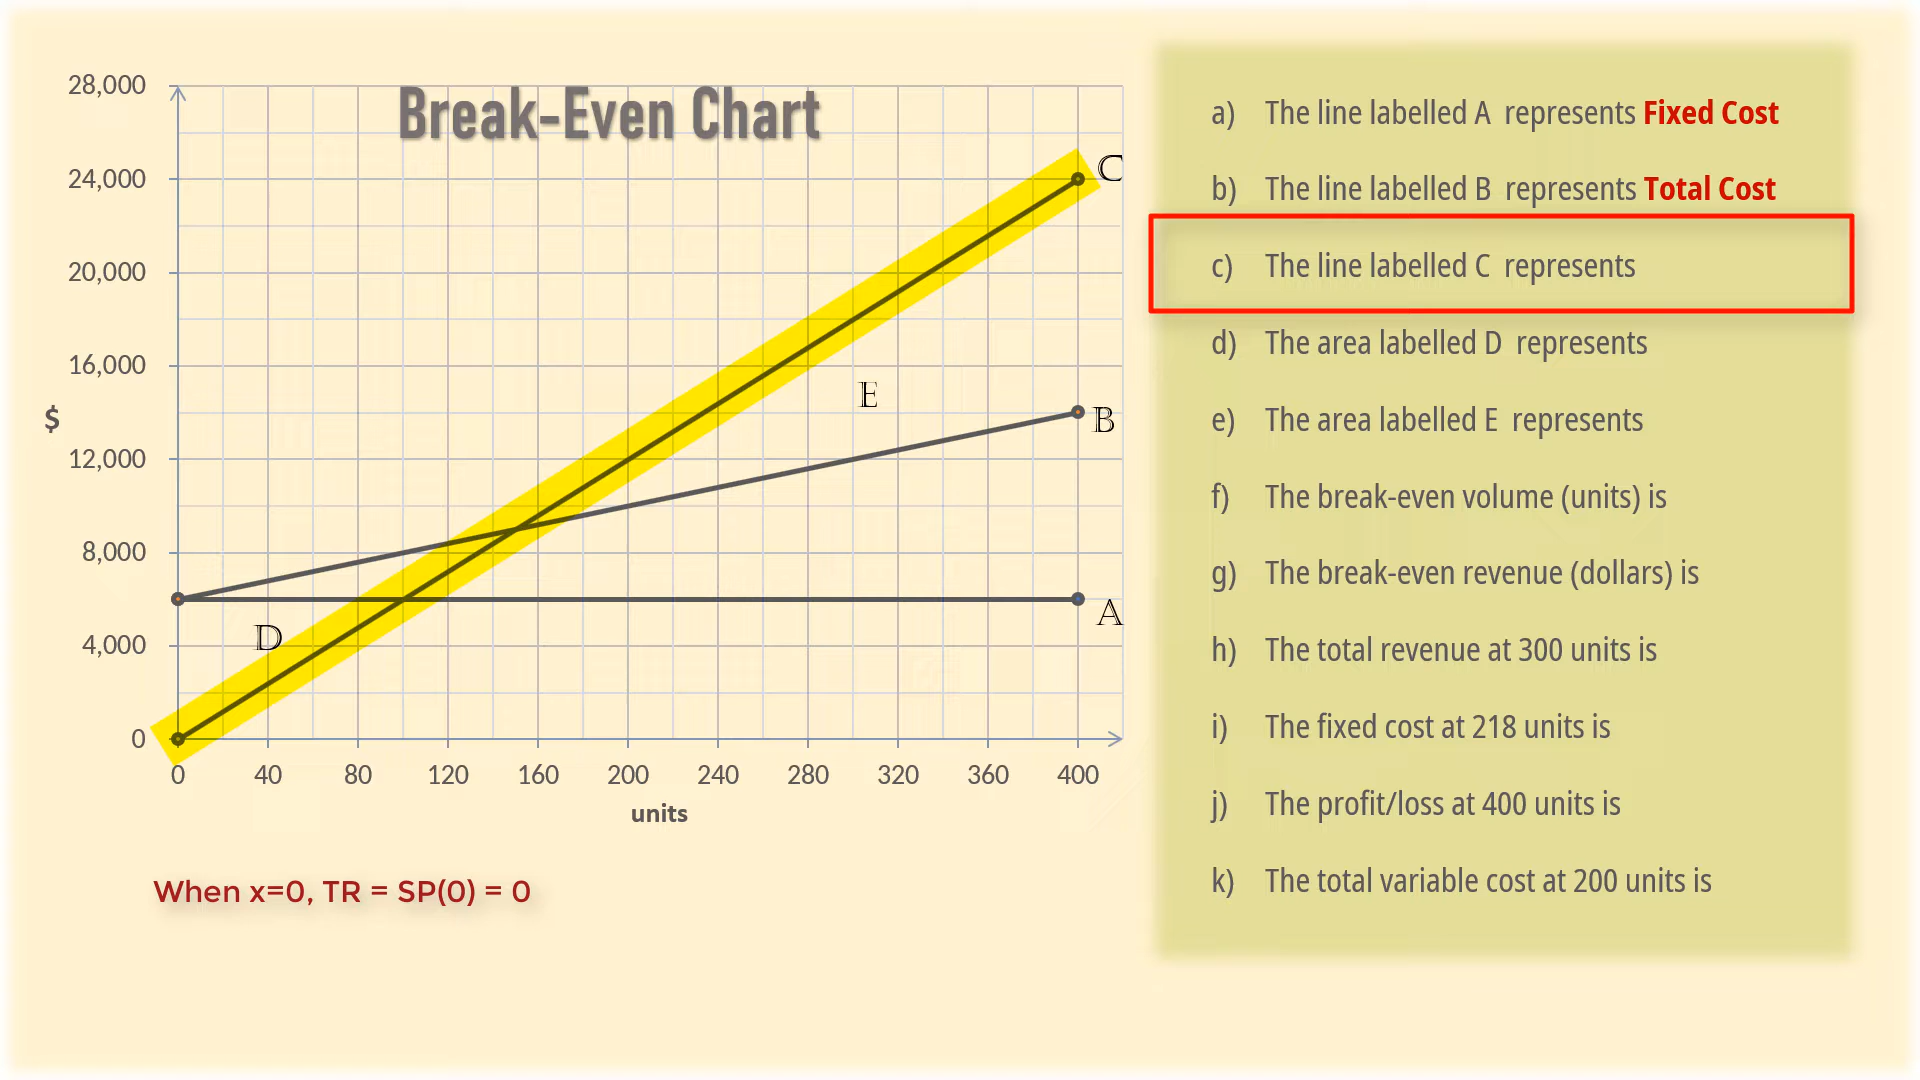 Break-Even Chart
28,000
24,000
20,000
16,000
12,000
8,000
4,000
0
$
0 40 80 120 160 200 240 280 320 360 400
units
C
E
B
A
D
When x=0, TR = SP(0) = 0
a) The line labelled A represents Fixed Cost
b) The line labelled B represents Total Cost
c) The line labelled C represents
d) The area labelled D represents
e) The area labelled E represents
f) The break-even volume (units) is
g) The break-even revenue (dollars) is
h) The total revenue at 300 units is
i) The fixed cost at 218 units is
j) The profit/loss at 400 units is
k) The total variable cost at 200 units is